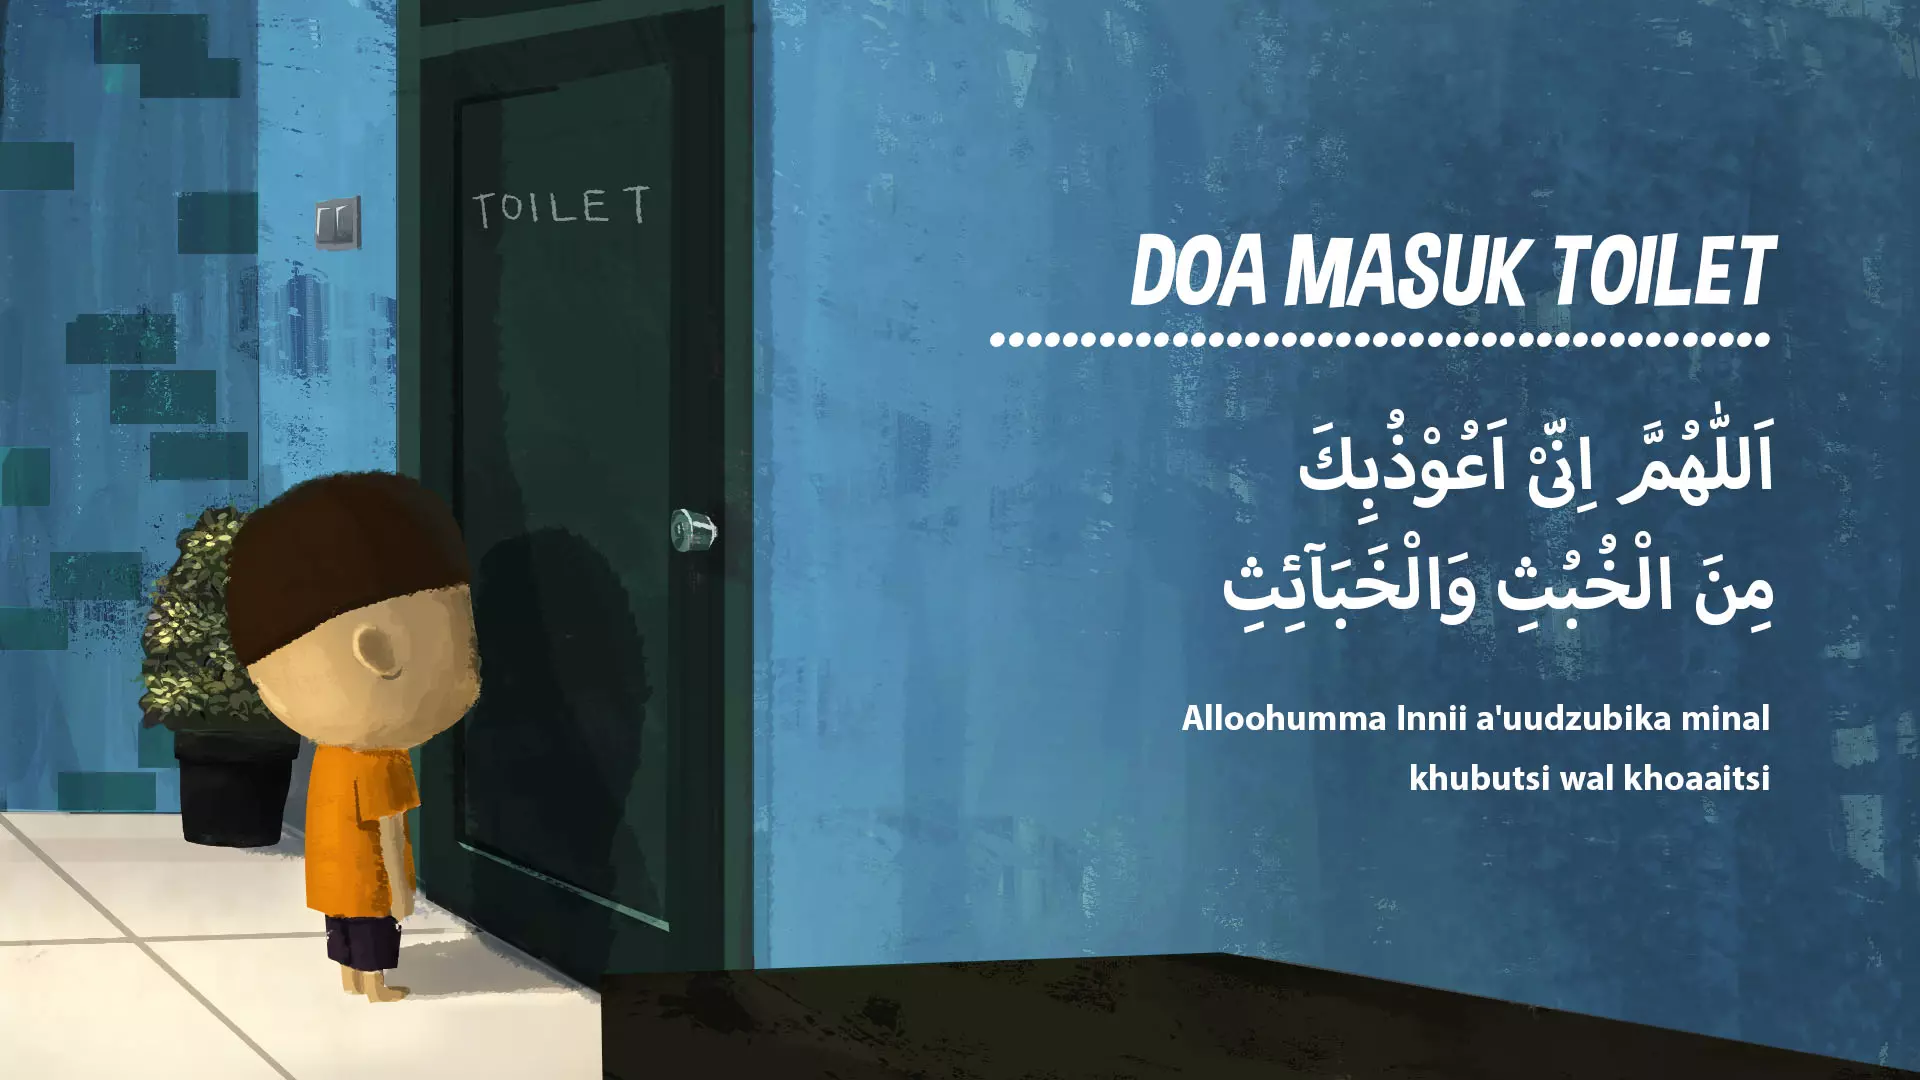 TOILET
DOA MASUK TOILET
اَللّٰهُمَّ اِنِّىْ اَعُوْذُبِكَ
مِنَ الْخُبُثِ وَالْخَبَآئِثِ
Alloohumma Innii a'uudzubika minal
khubutsi wal khoaaitsi